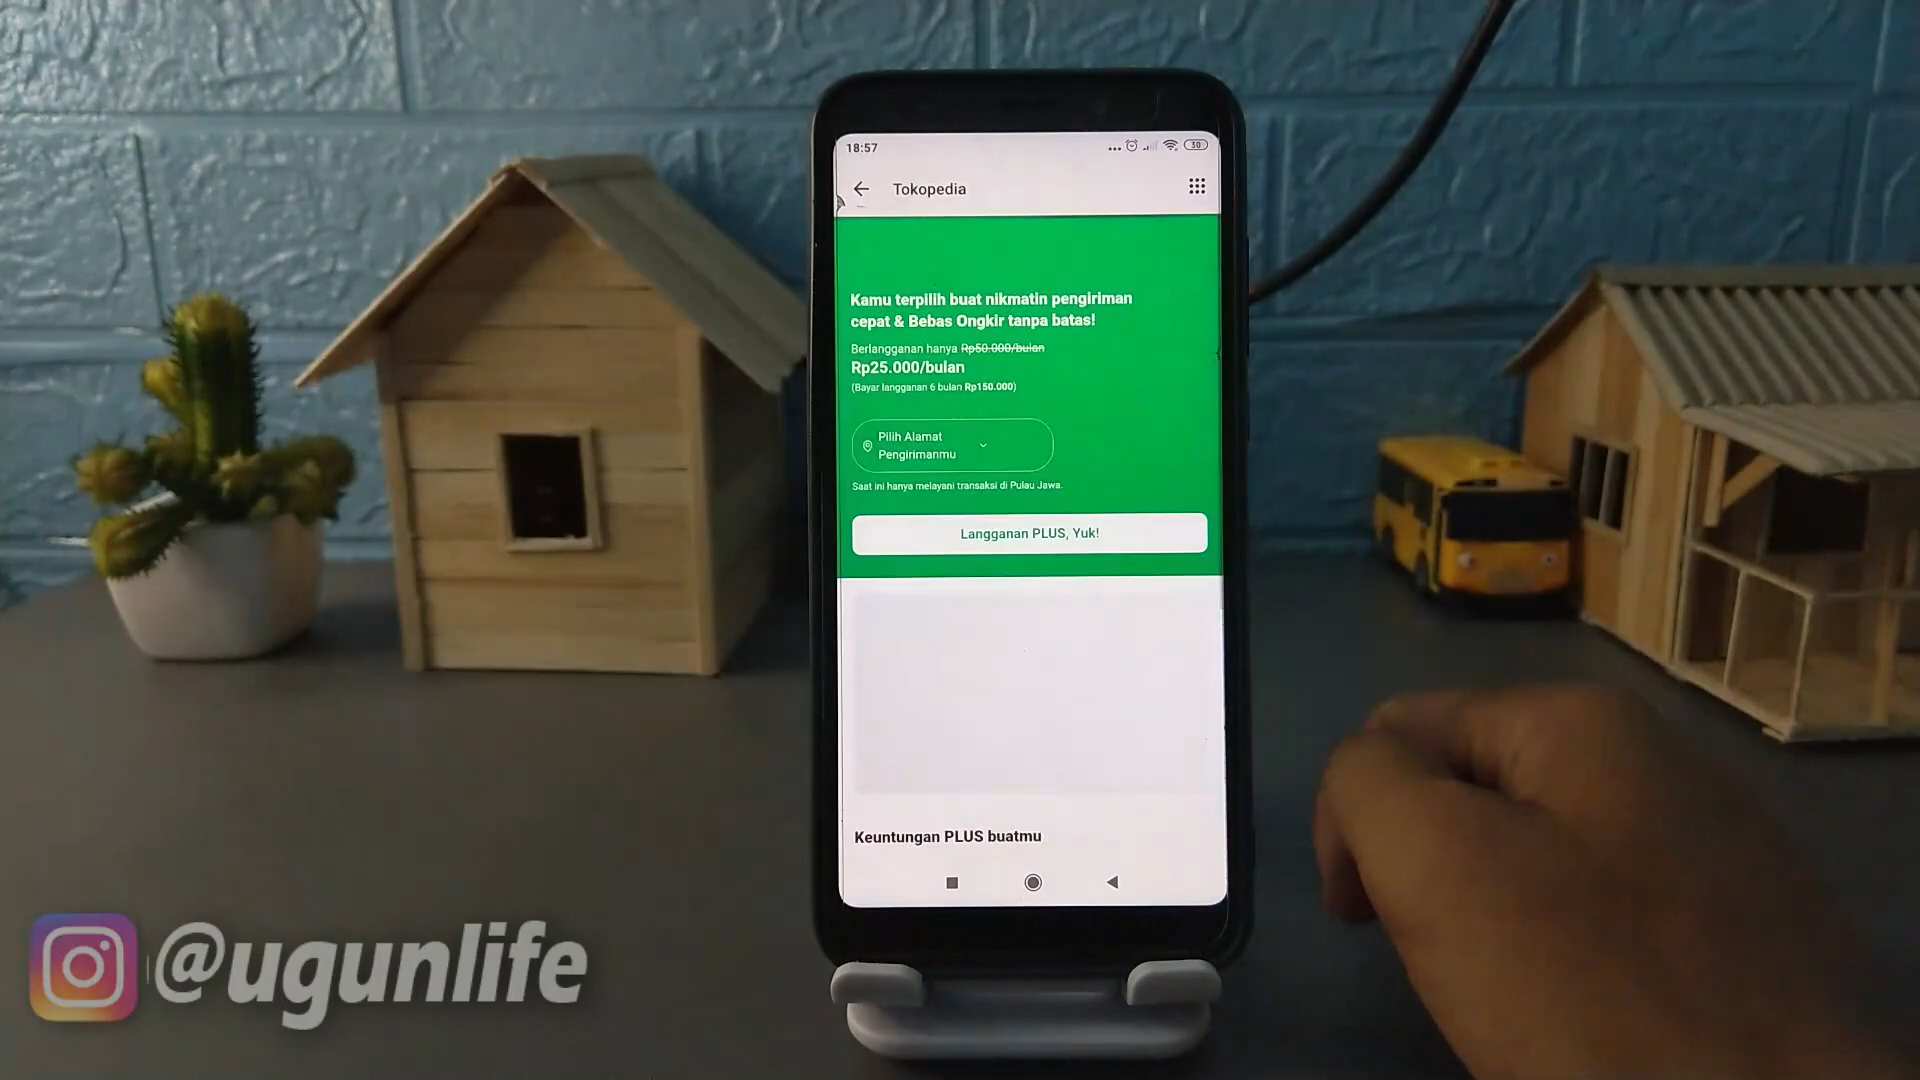 18:57
30
Tokopedia
Kamu terpilih buat nikmatin pengiriman
cepat & Bebas Ongkir tanpa batas!
Berlangganan hanya Rp50.000/bulan
Rp25.000/bulan
(Bayar langganan 6 bulan Rp150.000)
Pilih Alamat
Pengirimanmu
Saat ini hanya melayani transaksi di Pulau Jawa.
Langganan PLUS, Yuk!
Keuntungan PLUS buatmu
@ugunlife